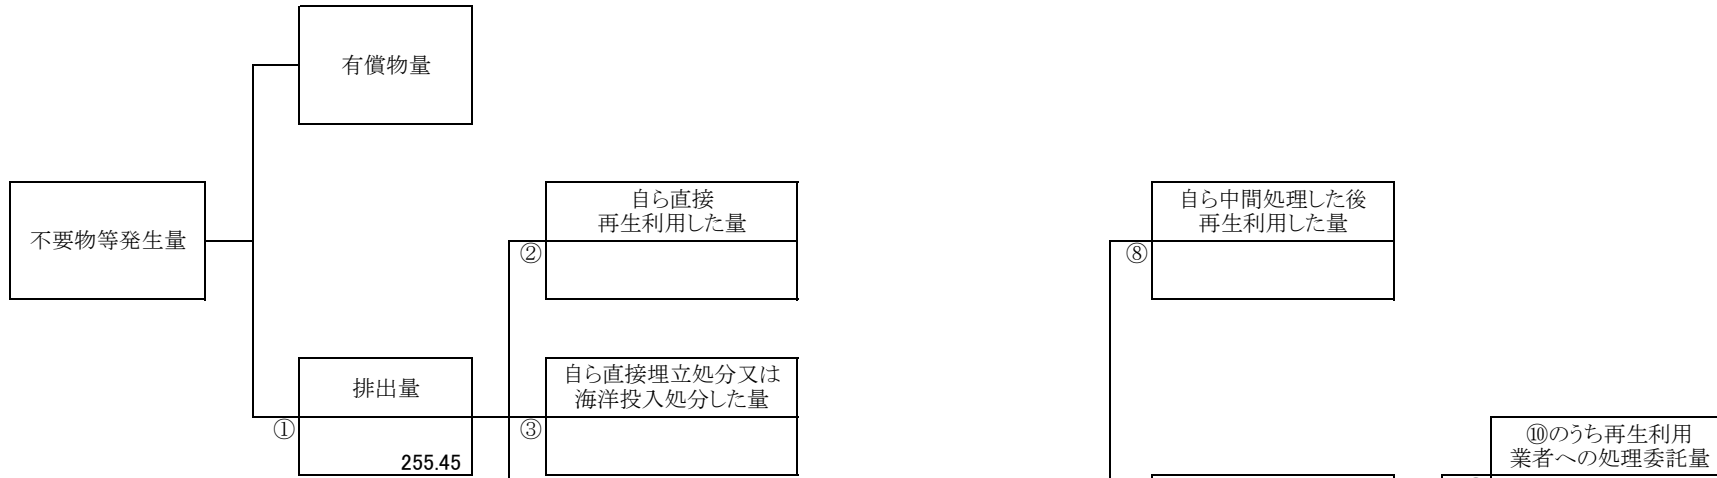 有償物量
不要物等発生量
自ら直接
再生利用した量
②
自ら中間処理した後
再生利用した量
⑧
排出量
①
255.45
自ら直接埋立処分又は
海洋投入処分した量
③
⑩のうち再生利用
業者への処理委託量